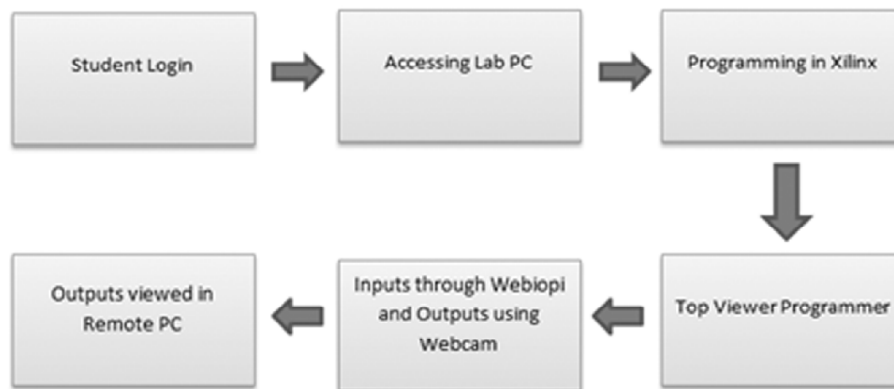 Student Login
Accessing Lab PC
Programming in Xilinx
Top Viewer Programmer
Inputs through Webiopi
and Outputs using
Webcam
Outputs viewed in
Remote PC